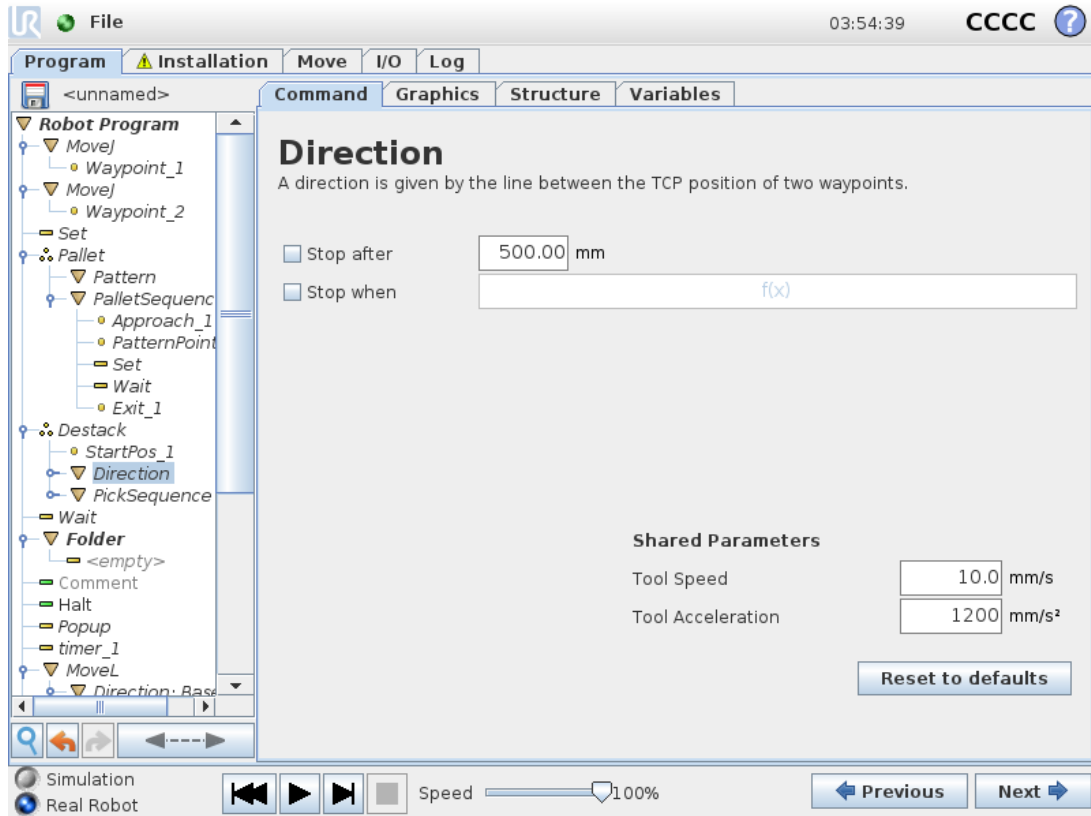 UR File 03:54:39 CCCC ?
Program Installation Move I/O Log
<unnamed>
Command Graphics Structure Variables
Robot Program
MoveJ
Waypoint_1
MoveJ
Waypoint_2
Set
Pallet
Pattern
PalletSequenc
Approach_1
PatternPoint
Set
Wait
Exit_1
Destack
StartPos_1
Direction
PickSequence
Wait
Folder
<empty>
Comment
Halt
Popup
timer_1
MoveL
Direction: Base
Direction
A direction is given by the line between the TCP position of two waypoints.
Stop after 500.00 mm
Stop when f(x)
Shared Parameters
Tool Speed 10.0 mm/s
Tool Acceleration 1200 mm/s²
Reset to defaults
Simulation
Real Robot
Speed 100%
Previous Next